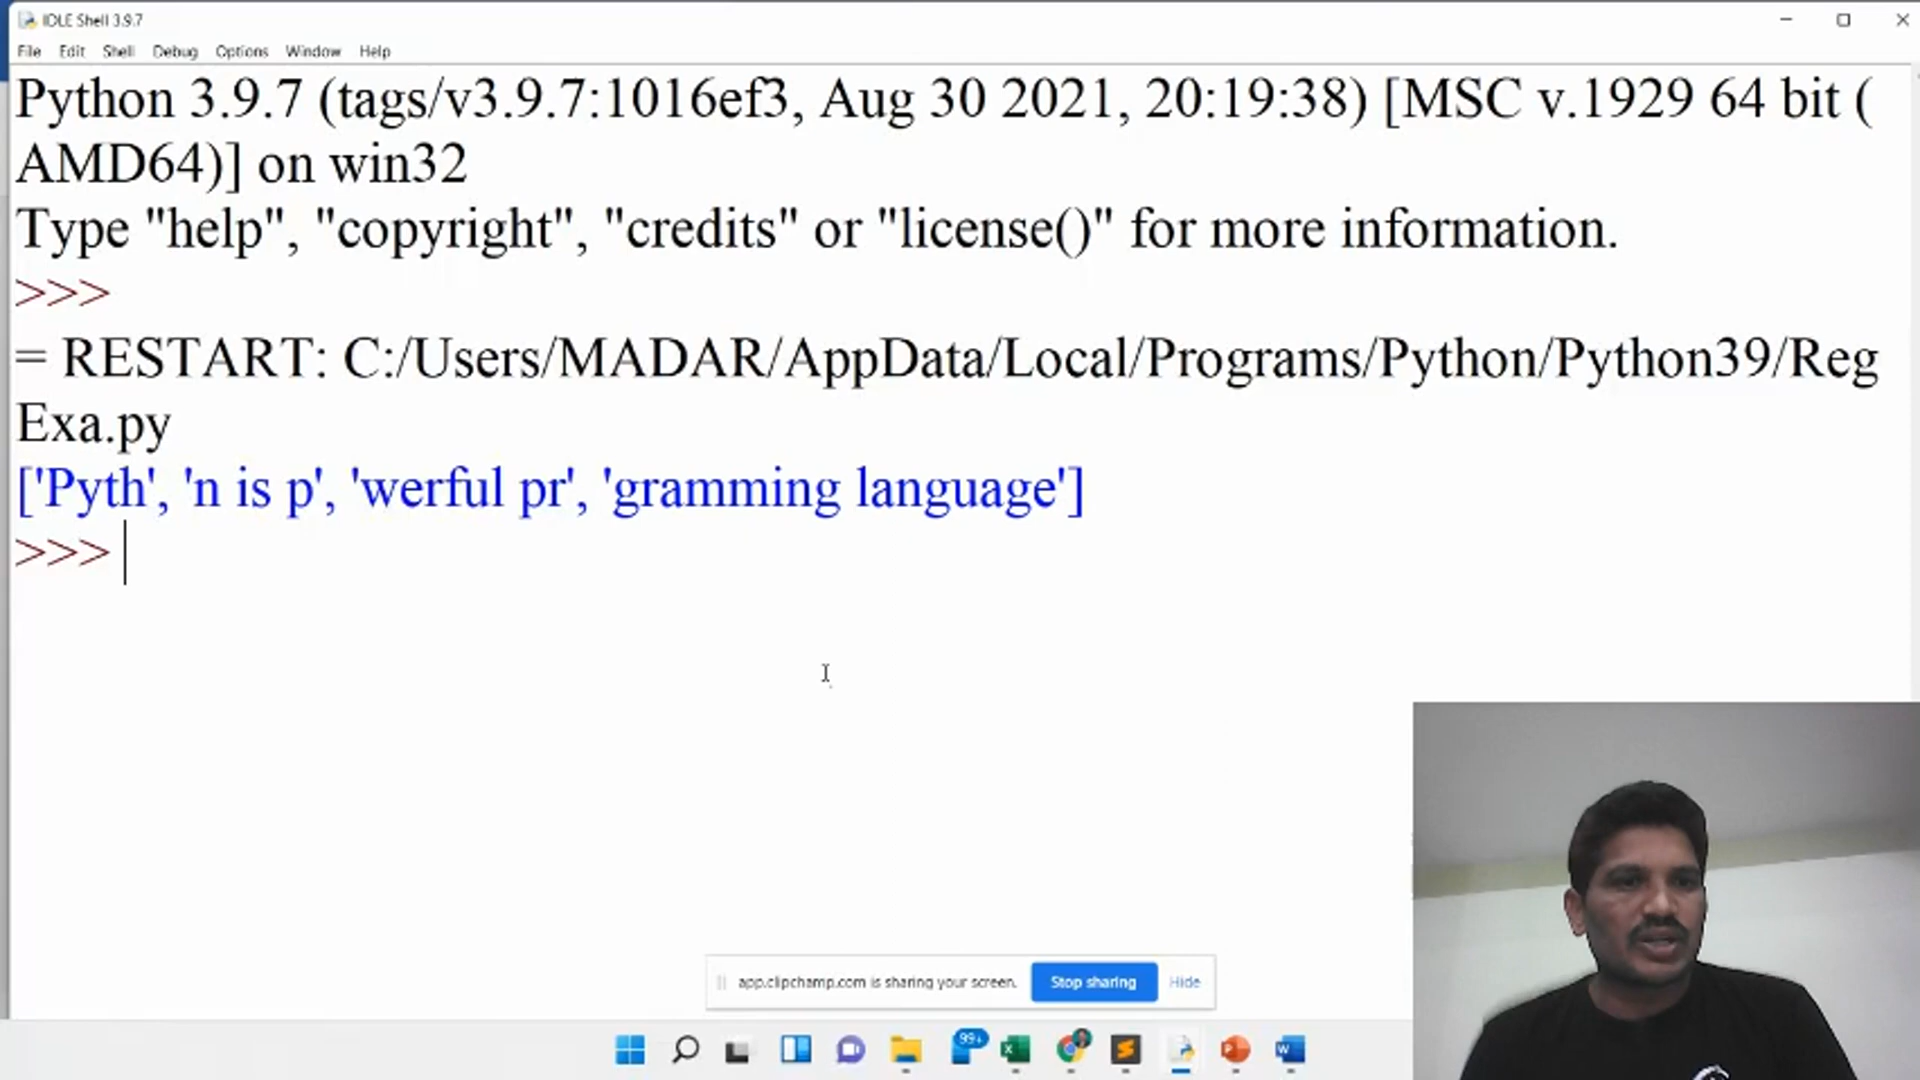 IDLE Shell 3.9.7
File Edit Shell Debug Options Window Help
Python 3.9.7 (tags/v3.9.7:1016ef3, Aug 30 2021, 20:19:38) [MSC v.1929 64 bit (
AMD64)] on win32
Type "help", "copyright", "credits" or "license()" for more information.
>>>
= RESTART: C:/Users/MADAR/AppData/Local/Programs/Python/Python39/Reg
Exa.py
['Pyth', 'n is p', 'werful pr', 'gramming language']
>>>
app.clipchamp.com is sharing your screen. Stop sharing Hide
99+